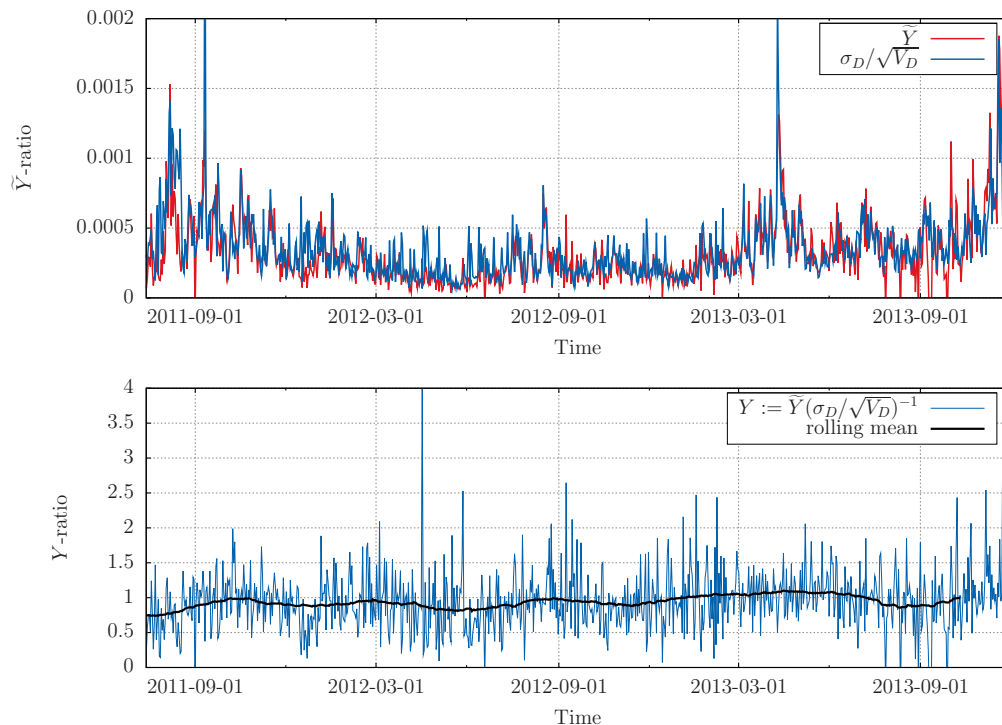 0.002
0.0015
0.001
0.0005
0
Ỹ-ratio
Ỹ
σ_D/√V_D
2011-09-01 2012-03-01 2012-09-01 2013-03-01 2013-09-01
Time
4
3.5
3
2.5
2
1.5
1
0.5
0
Y-ratio
Y := Ỹ(σ_D/√V_D)⁻¹
rolling mean
2011-09-01 2012-03-01 2012-09-01 2013-03-01 2013-09-01
Time